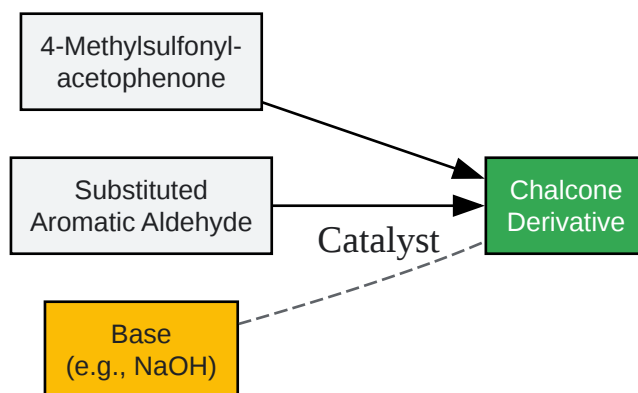 4-Methylsulfonyl-
acetophenone
Substituted
Aromatic Aldehyde
Chalcone
Derivative
Catalyst
Base
(e.g., NaOH)